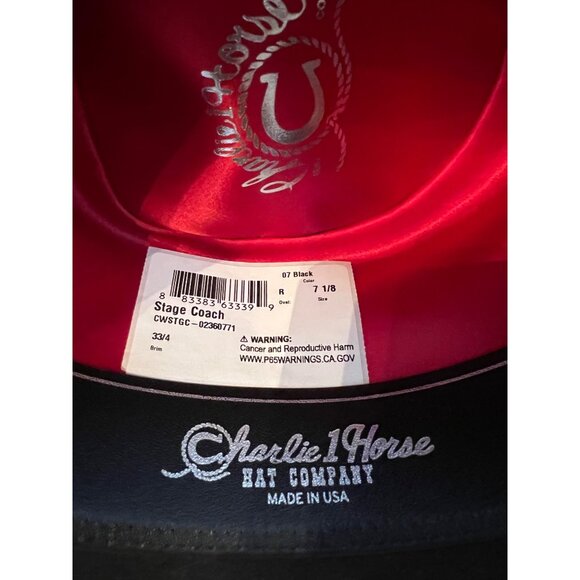 Charlie 1 Horse
CO
07 Black
Color
R
7 1/8
Oval:
Size
8 83383 63339 9
Stage Coach
CWSTGC-02360771
33/4
Brim
⚠ WARNING:
Cancer and Reproductive Harm
WWW.P65WARNINGS.CA.GOV
Charlie 1 Horse
HAT COMPANY
MADE IN USA